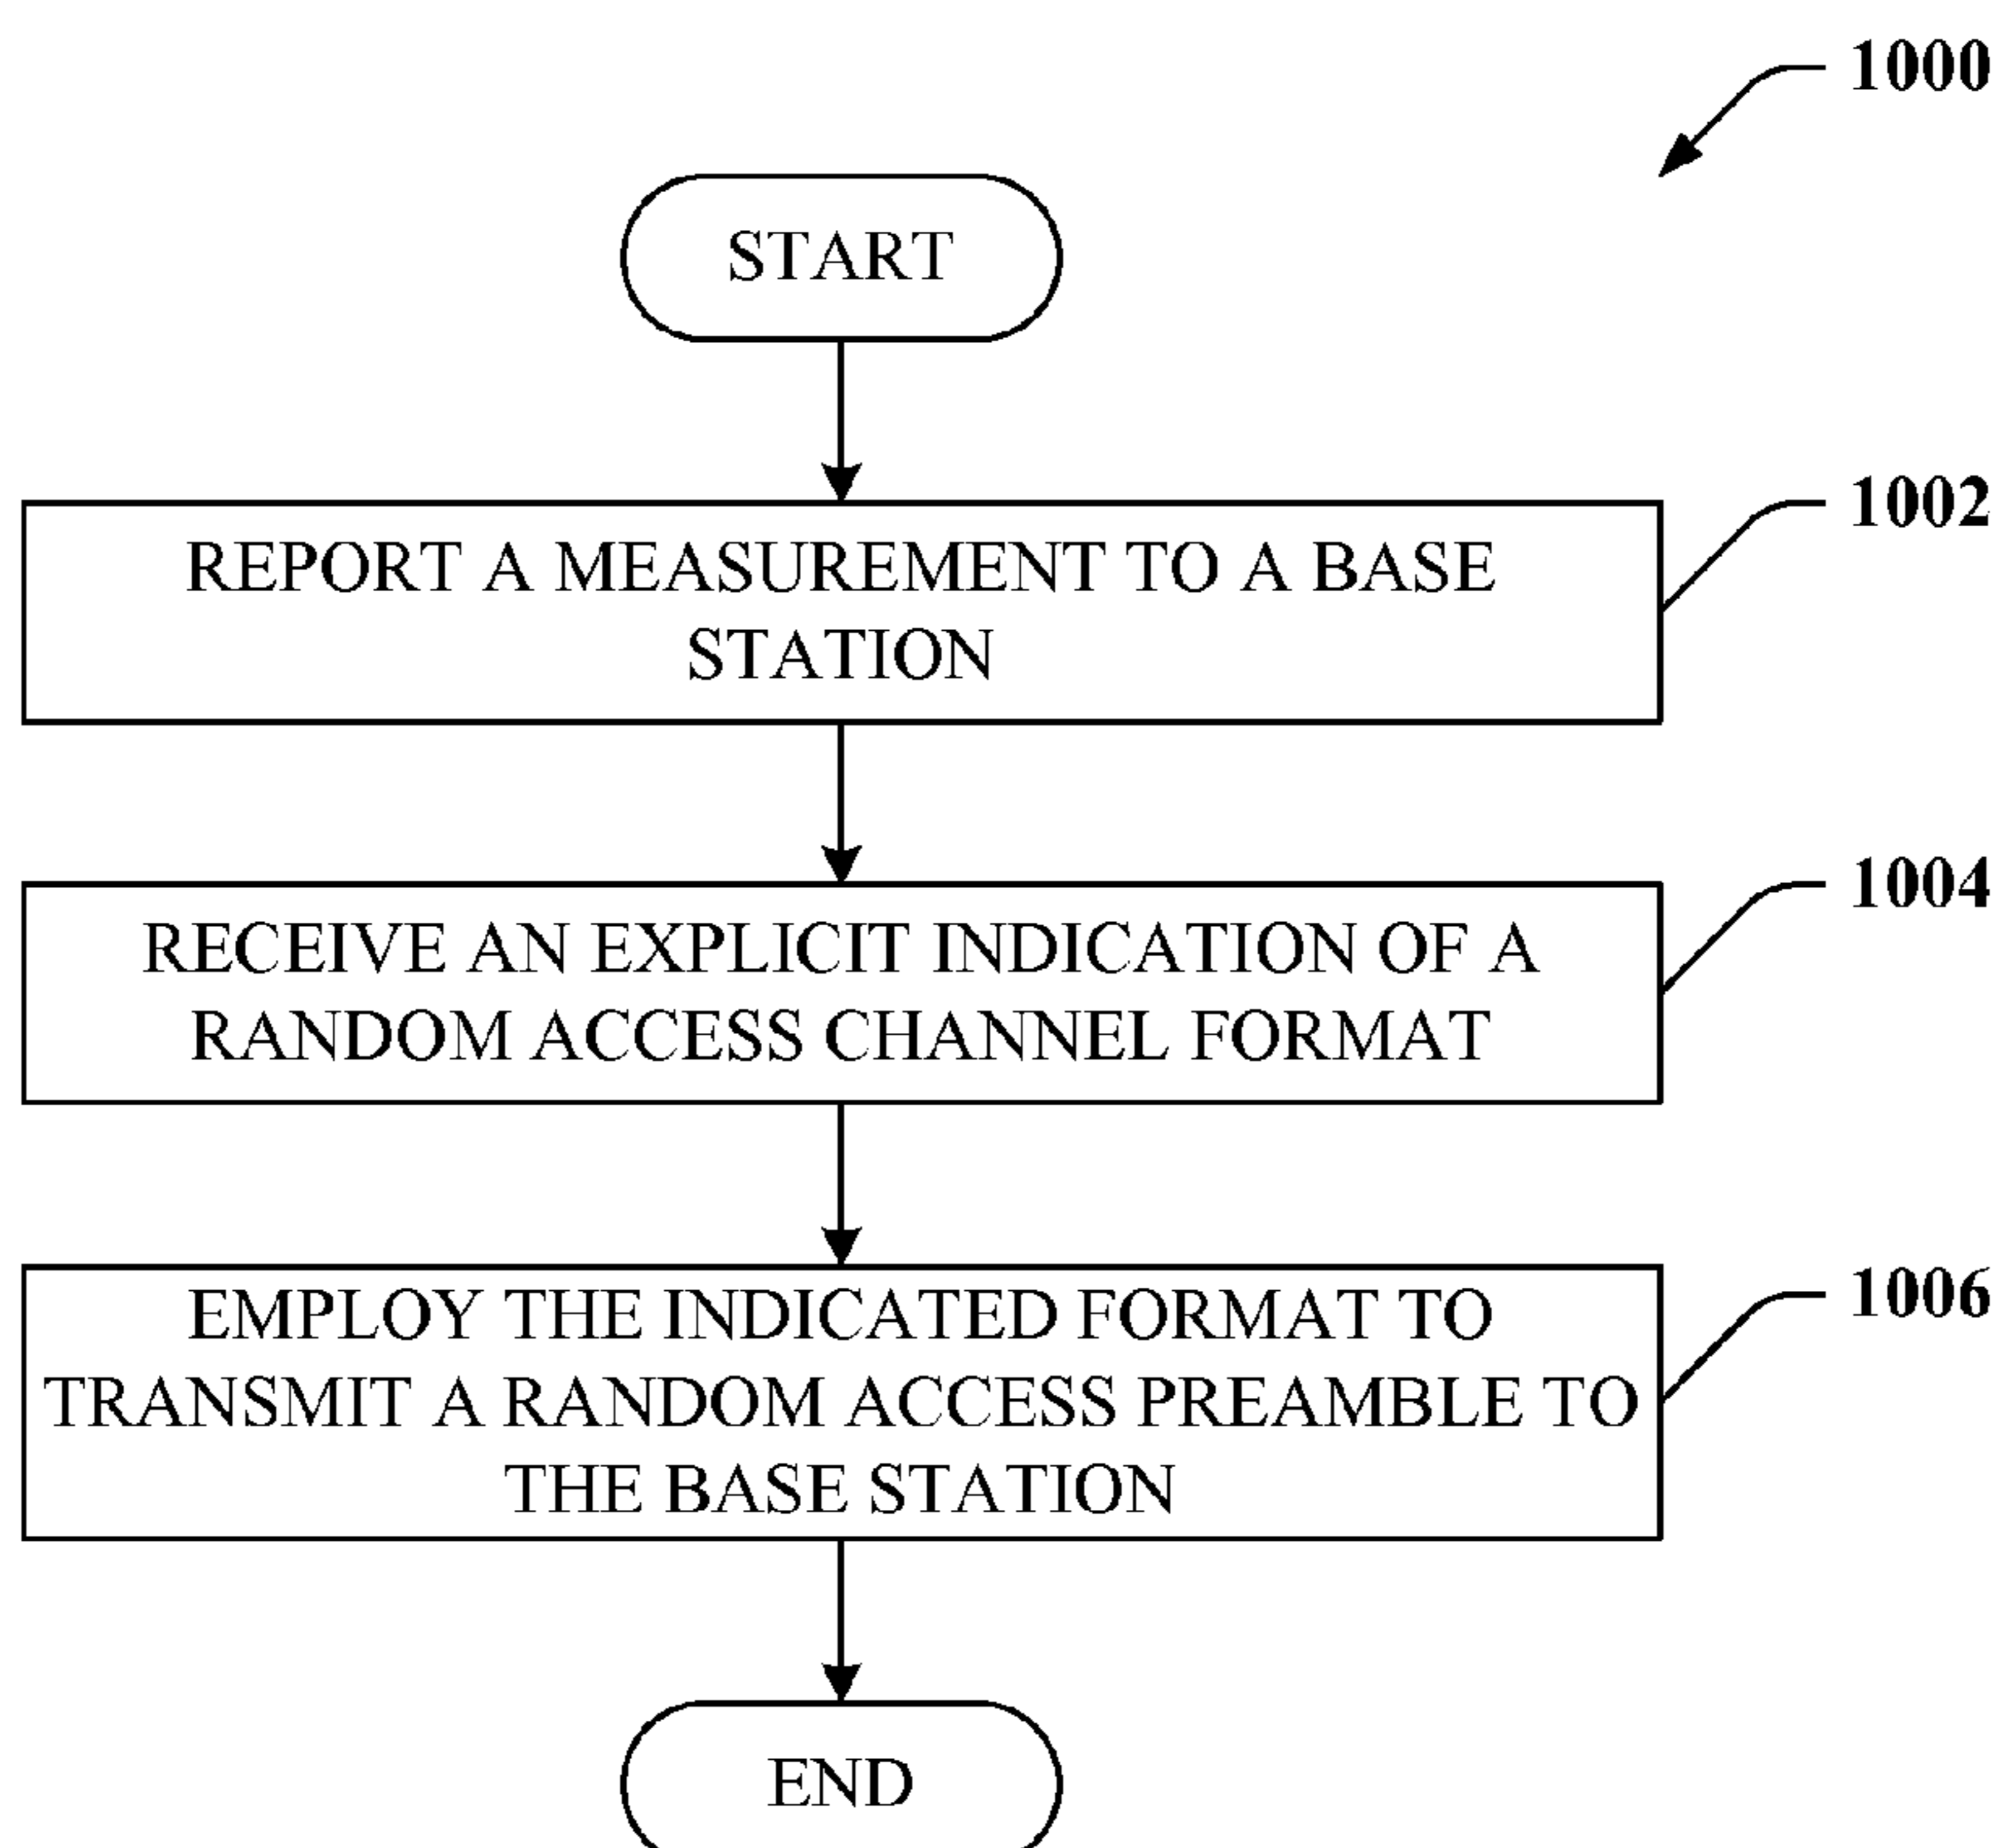 1000
START
1002
REPORT A MEASUREMENT TO A BASE
STATION
1004
RECEIVE AN EXPLICIT INDICATION OF A
RANDOM ACCESS CHANNEL FORMAT
1006
EMPLOY THE INDICATED FORMAT TO
TRANSMIT A RANDOM ACCESS PREAMBLE TO
THE BASE STATION
END